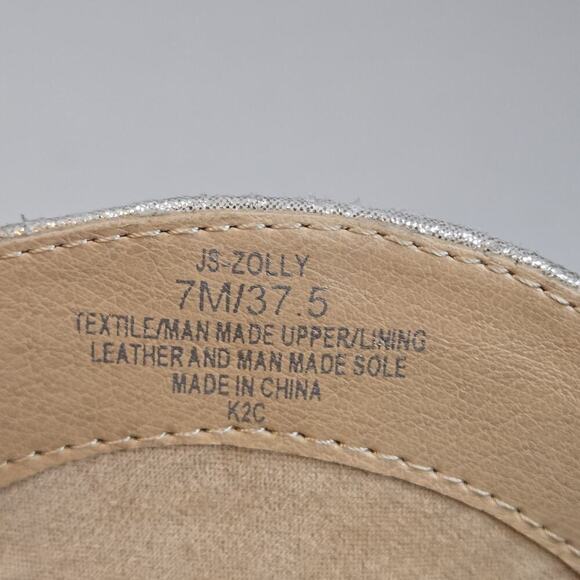 JS-ZOLLY
7M/37.5
TEXTILE/MAN MADE UPPER/LINING
LEATHER AND MAN MADE SOLE
MADE IN CHINA
K2C